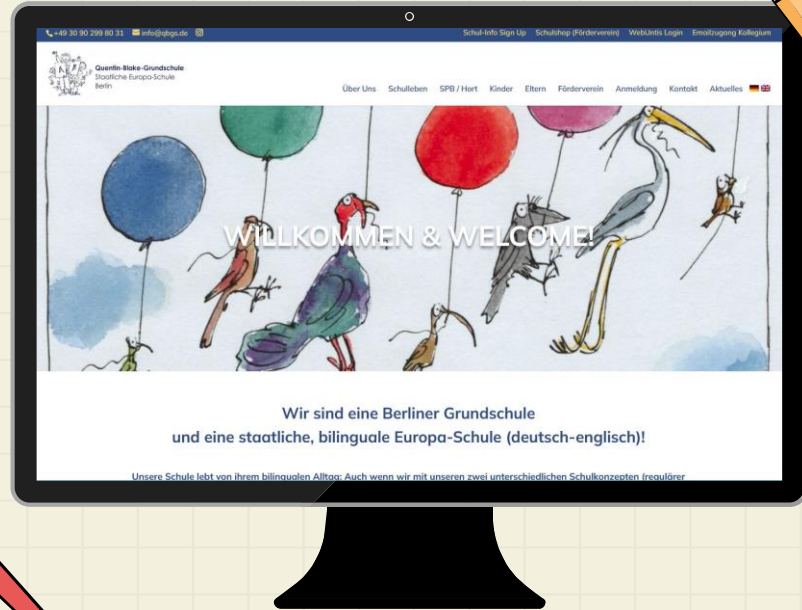 +49 30 90 299 80 31 info@qbgs.de
Schul-Info Sign Up Schulshop (Förderverein) WebUntis Login Emailzugang Kollegium
Quentin-Blake-Grundschule
Staatliche Europa-Schule
Berlin
Über Uns Schulleben SPB / Hort Kinder Eltern Förderverein Anmeldung Kontakt Aktuelles
WILLKOMMEN & WELCOME!
Wir sind eine Berliner Grundschule
und eine staatliche, bilinguale Europa-Schule (deutsch-englisch)!
Unsere Schule lebt von ihrem bilingualen Alltag: Auch wenn wir mit unseren zwei unterschiedlichen Schulkonzepten (regulärer